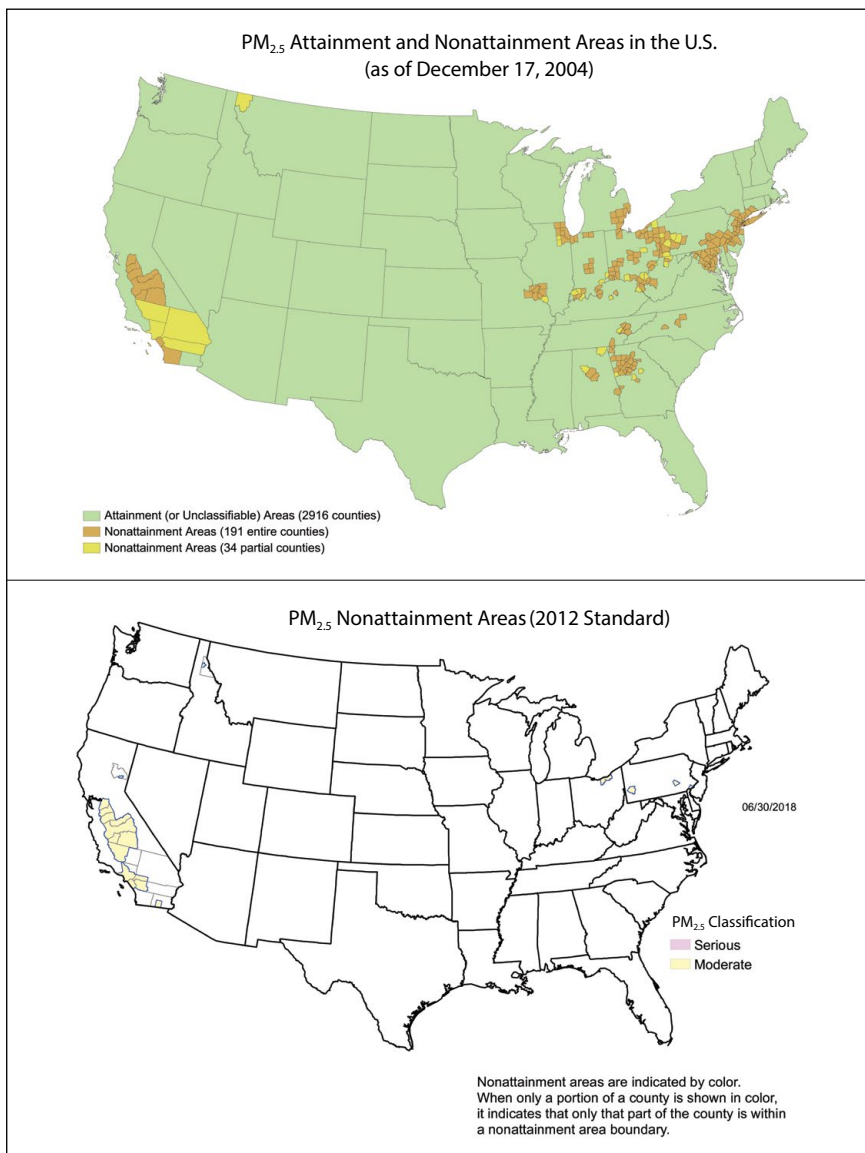 PM2.5 Attainment and Nonattainment Areas in the U.S.
(as of December 17, 2004)
Attainment (or Unclassifiable) Areas (2916 counties)
Nonattainment Areas (191 entire counties)
Nonattainment Areas (34 partial counties)
PM2.5 Nonattainment Areas (2012 Standard)
06/30/2018
PM2.5 Classification
Serious
Moderate
Nonattainment areas are indicated by color.
When only a portion of a county is shown in color,
it indicates that only that part of the county is within
a nonattainment area boundary.